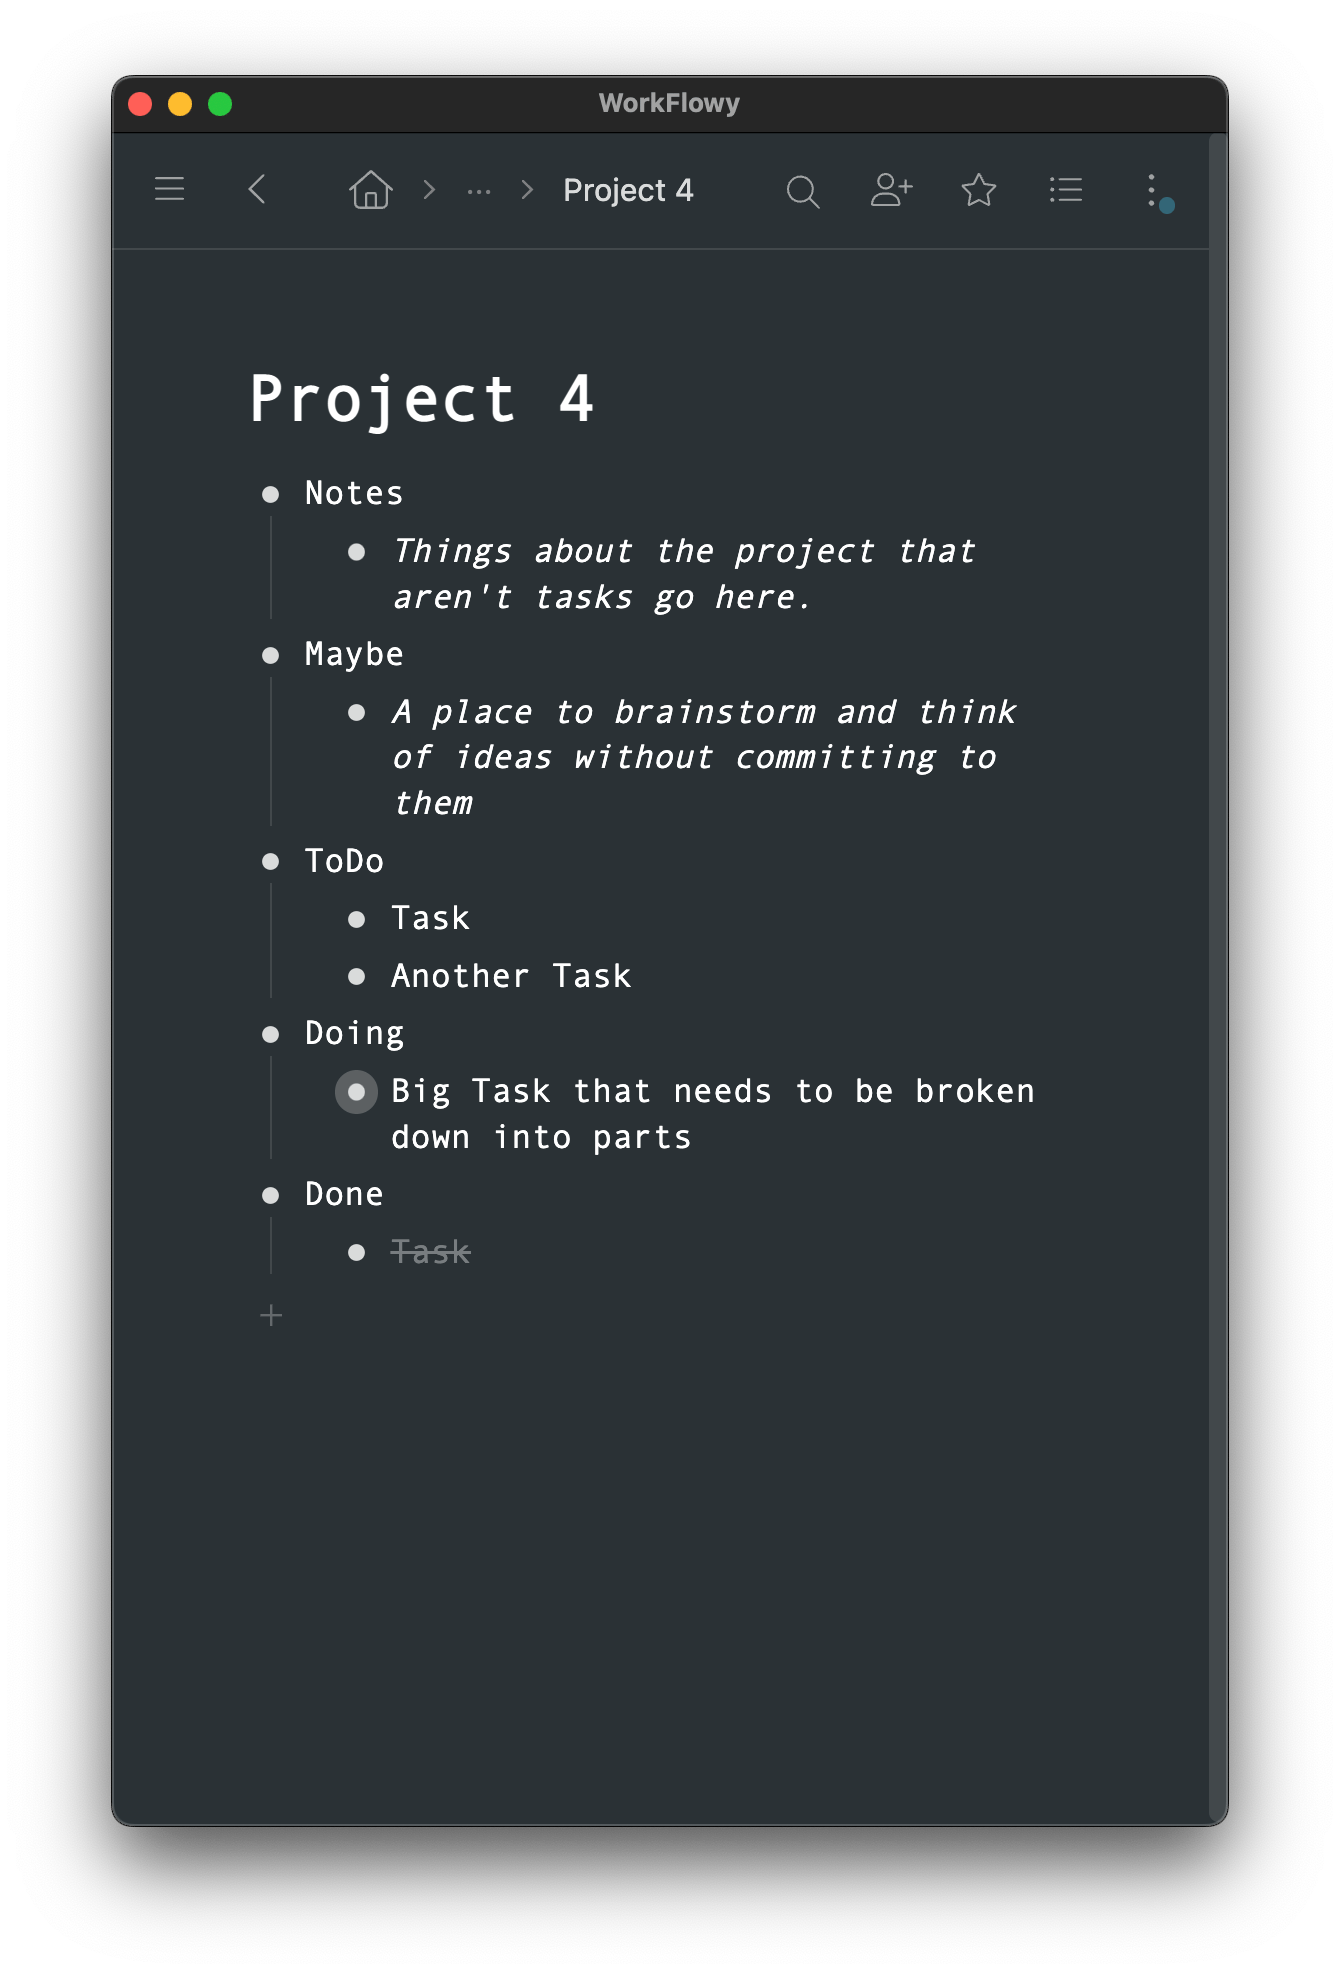 WorkFlowy
... Project 4
Project 4
Notes
Things about the project that
aren't tasks go here.
Maybe
A place to brainstorm and think
of ideas without committing to
them
ToDo
Task
Another Task
Doing
Big Task that needs to be broken
down into parts
Done
Task